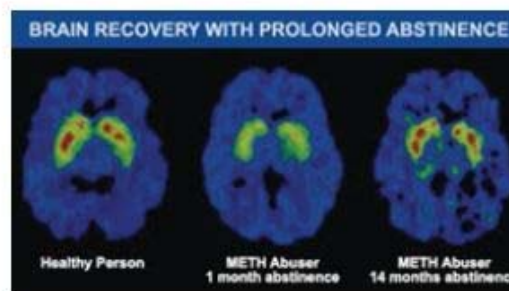 BRAIN RECOVERY WITH PROLONGED ABSTINENCE
Healthy Person
METH Abuser
1 month abstinence
METH Abuser
14 months abstinenc